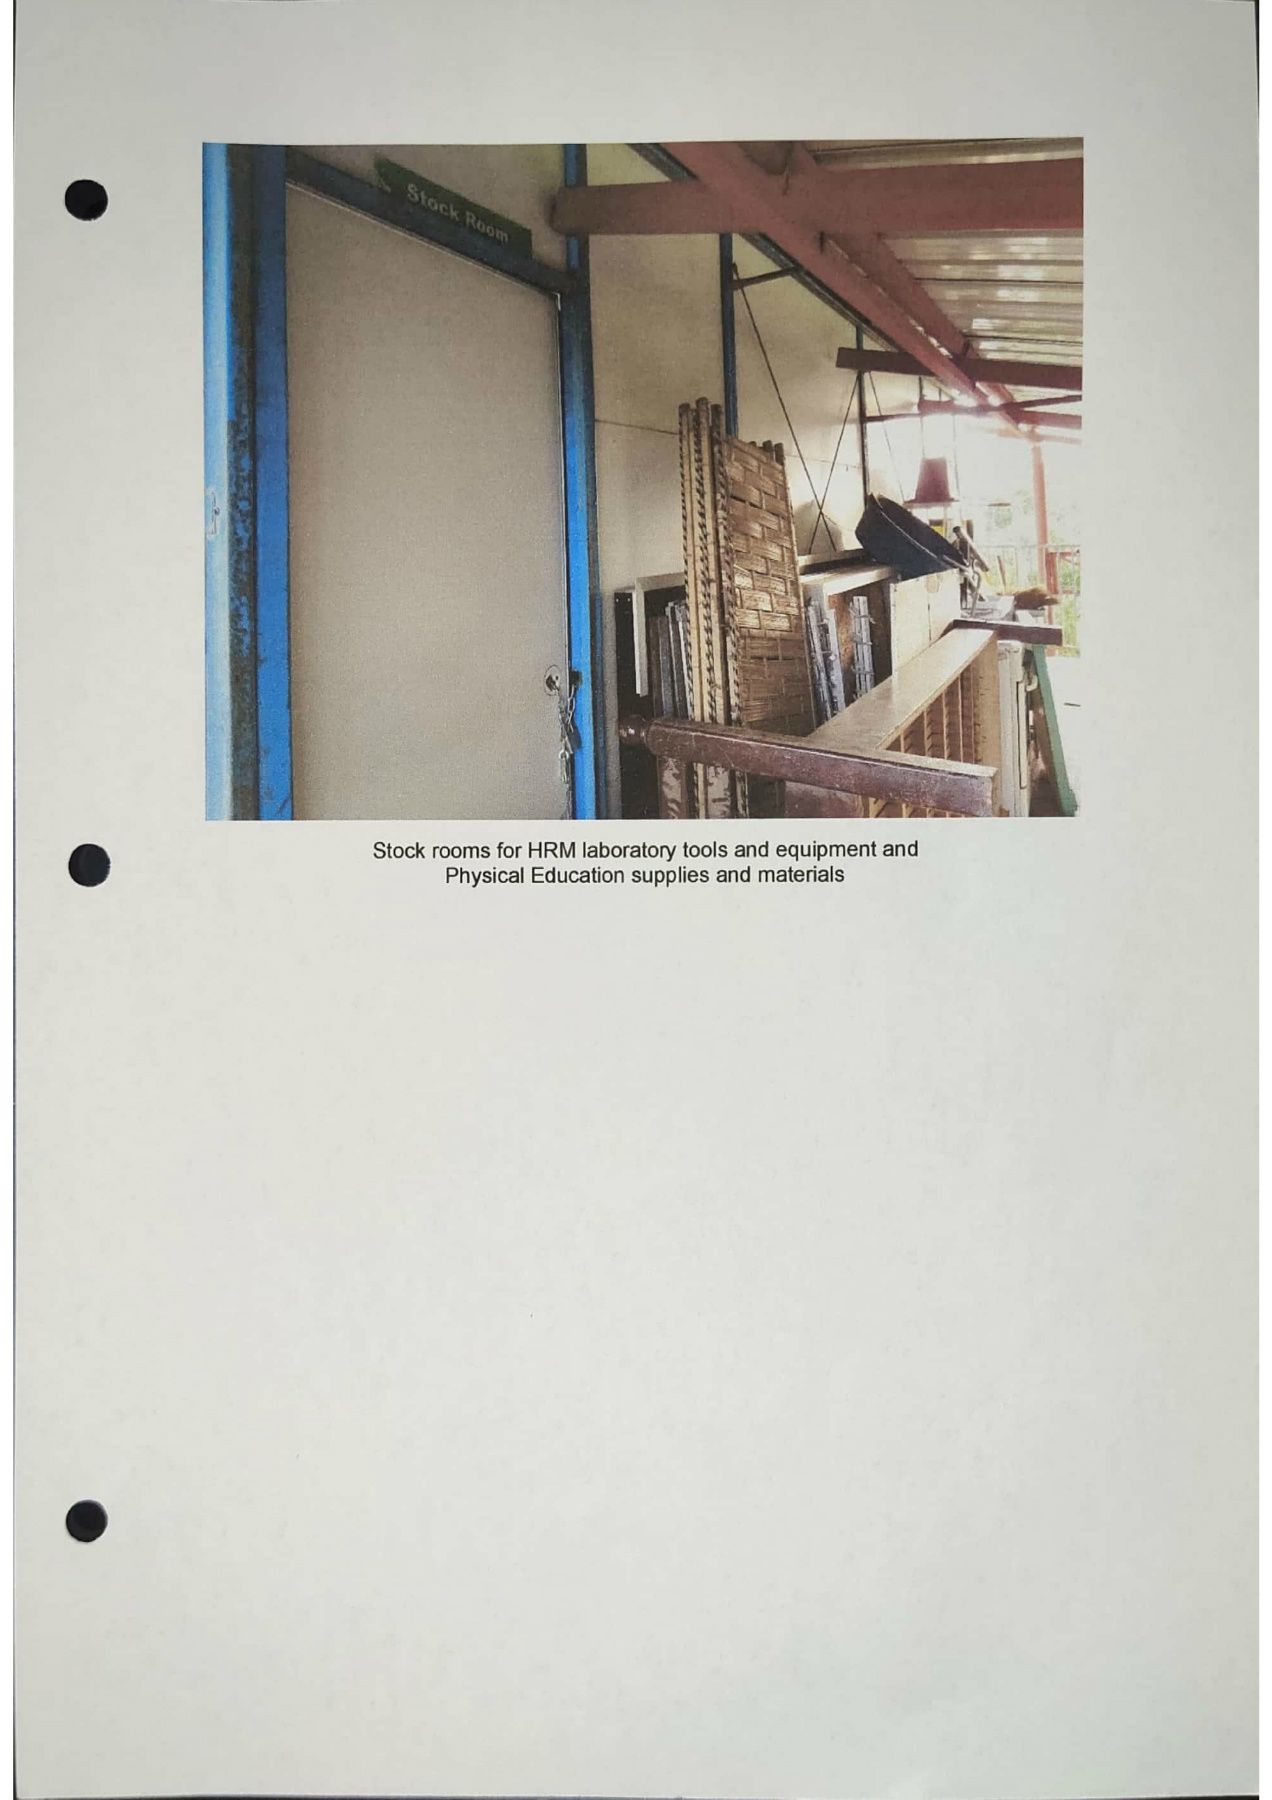 Stock Room
Stock rooms for HRM laboratory tools and equipment and
Physical Education supplies and materials